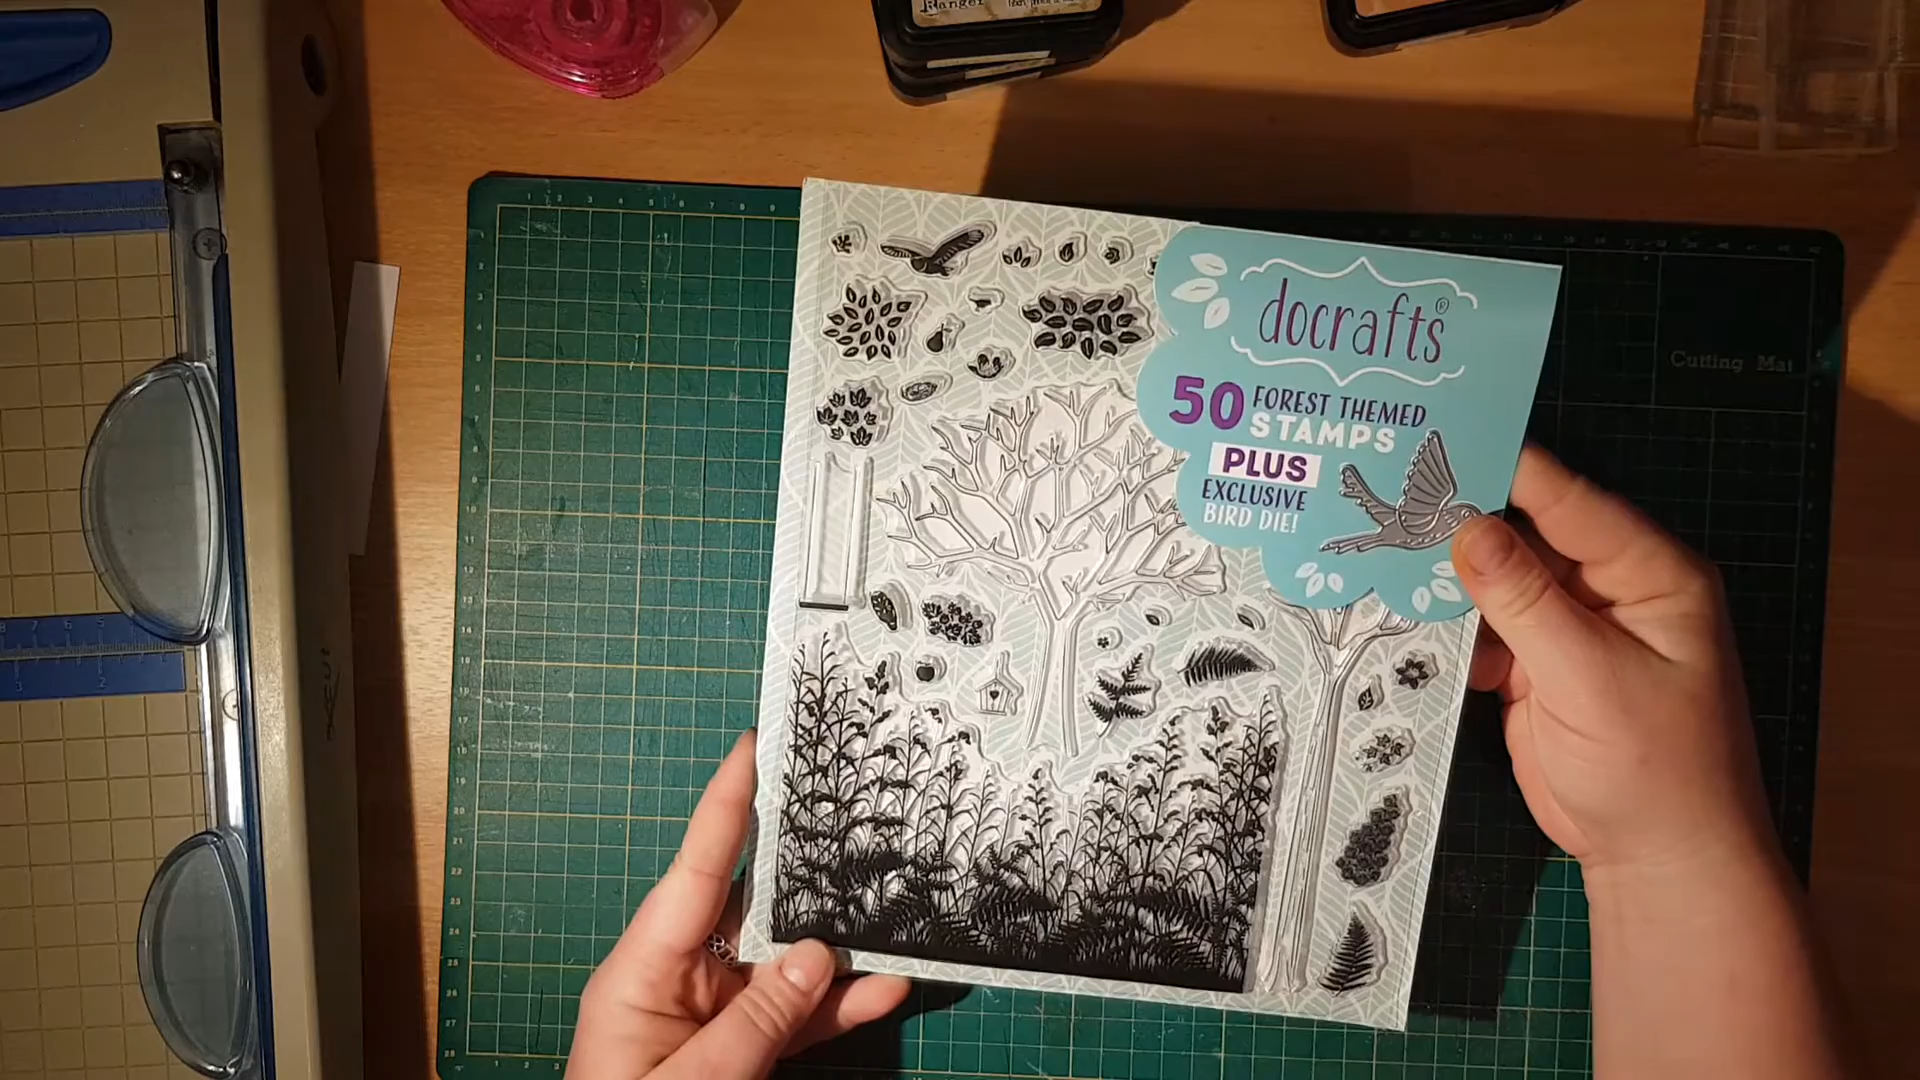 Ranger
docrafts®
50 FOREST THEMED
STAMPS
PLUS
EXCLUSIVE
BIRD DIE!
Cutting Mat